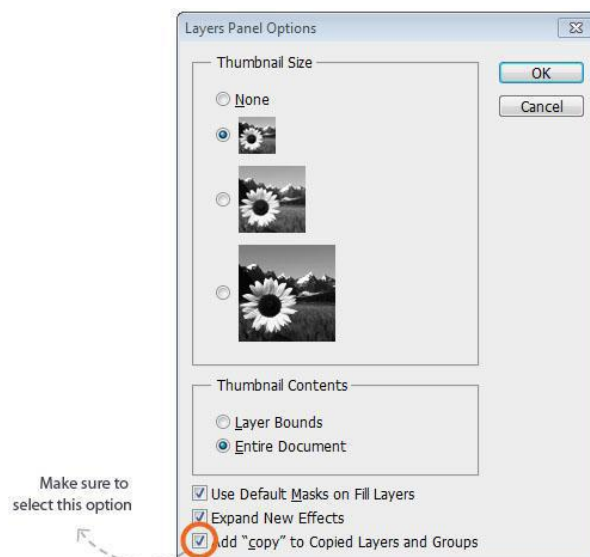 Layers Panel Options
Thumbnail Size
OK
None
Cancel
Thumbnail Contents
Layer Bounds
Entire Document
Make sure to
select this option
Use Default Masks on Fill Layers
Expand New Effects
Add “copy” to Copied Layers and Groups